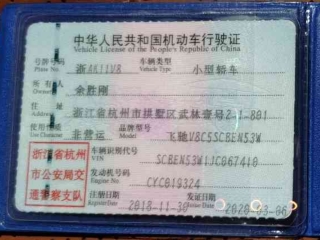 中华人民共和国机动车行驶证
Vehicle License of the People's Republic of China
号牌号码 浙AK11V8 车辆类型 小型轿车
Plate No. Vehicle Type
所有人 余胜刚
Owner
住 址 浙江省杭州市拱墅区武林壹号2-1-801
Address
使用性质 非营运 品牌型号 飞驰V8C5SCBEN53W
Use Character Model
浙江省杭州
市公安局交
通警察支队
车辆识别代号 SCBEN53W1JC067410
VIN
发动机号码 CYC019324
Engine No.
注册日期 2018-11-30 发证日期 2020-03-06
Register Date Issue Date